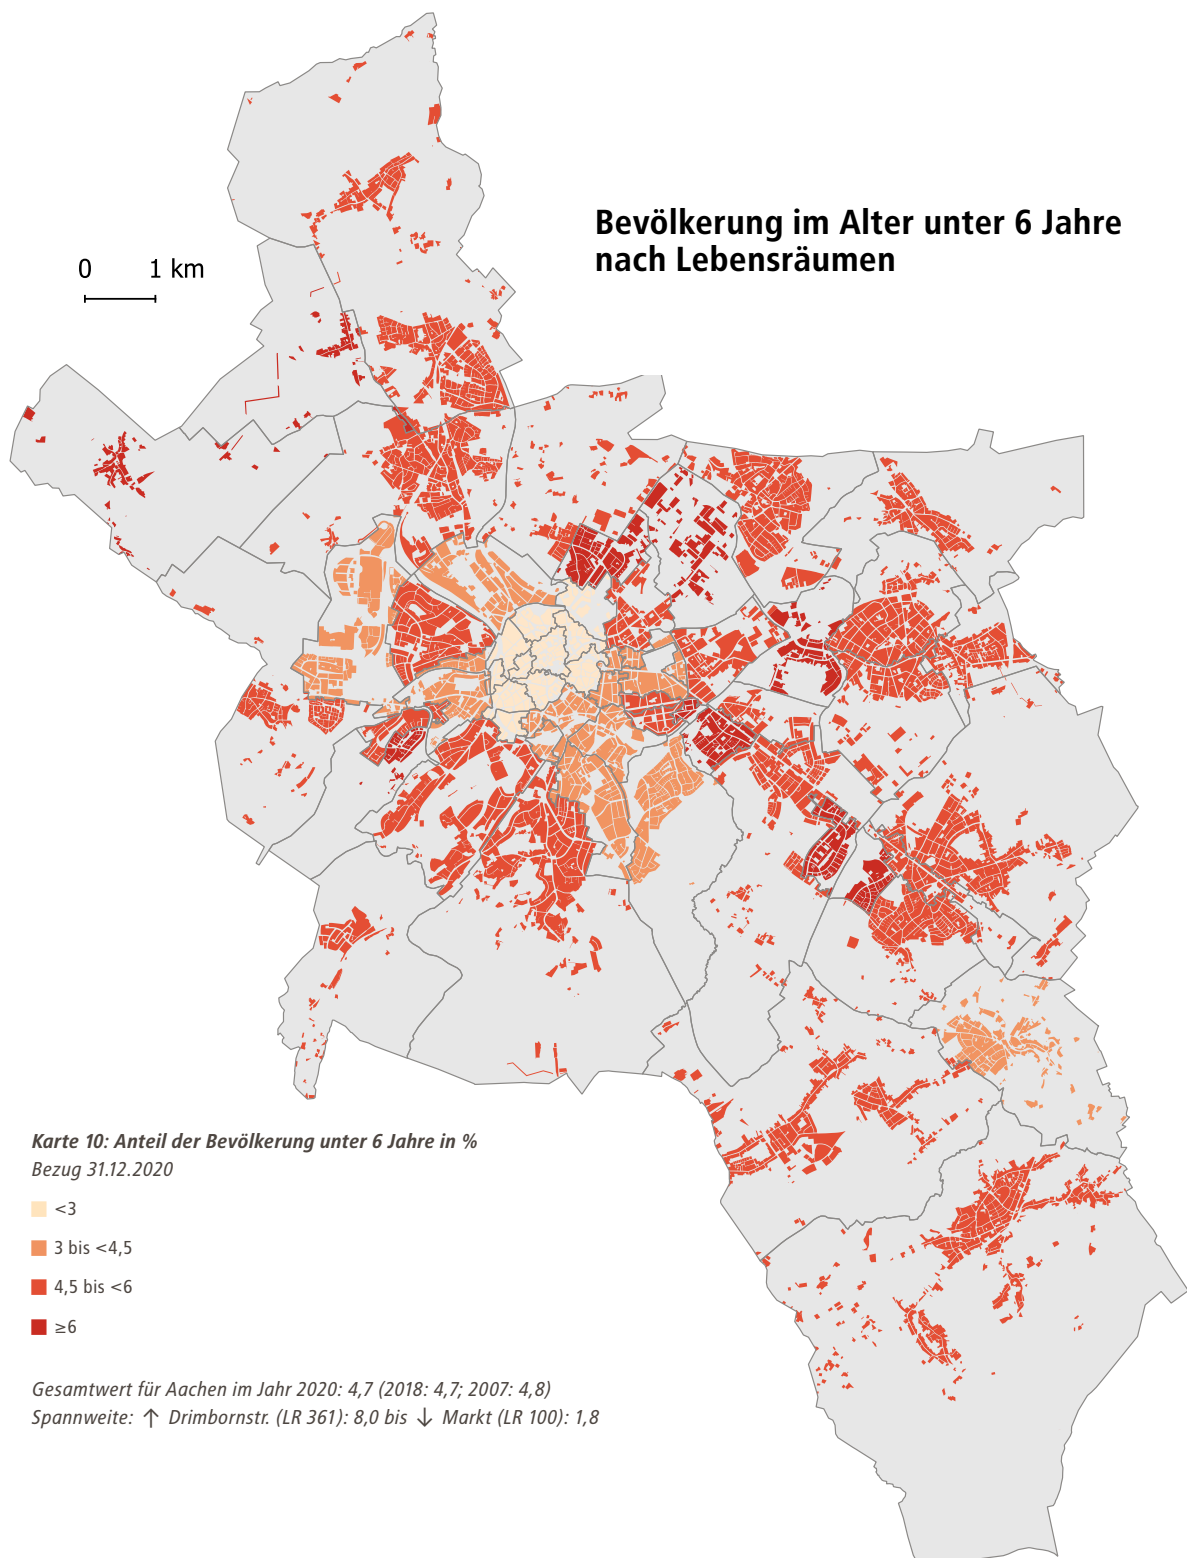 Bevölkerung im Alter unter 6 Jahre
nach Lebensräumen
0 1 km
Karte 10: Anteil der Bevölkerung unter 6 Jahre in %
Bezug 31.12.2020
<3
3 bis <4,5
4,5 bis <6
≥6
Gesamtwert für Aachen im Jahr 2020: 4,7 (2018: 4,7; 2007: 4,8)
Spannweite: ↑ Drimbornstr. (LR 361): 8,0 bis ↓ Markt (LR 100): 1,8